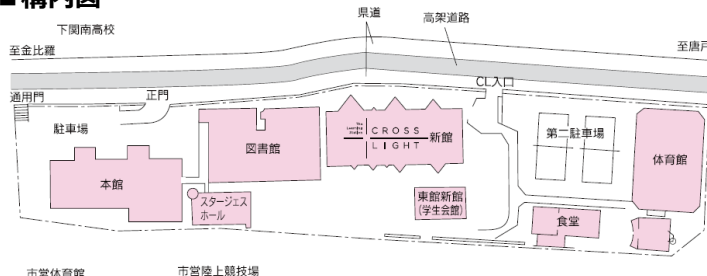 ■構内図
下関南高校
県道
高架道路
至金比羅
至唐戸
通用門
正門
CL入口
駐車場
図書館
The
Learning
Station
CROSS
LIGHT
新館
第二駐車場
体育館
本館
スタージェス
ホール
東館新館
(学生会館)
食堂
市営体育館
市営陸上競技場